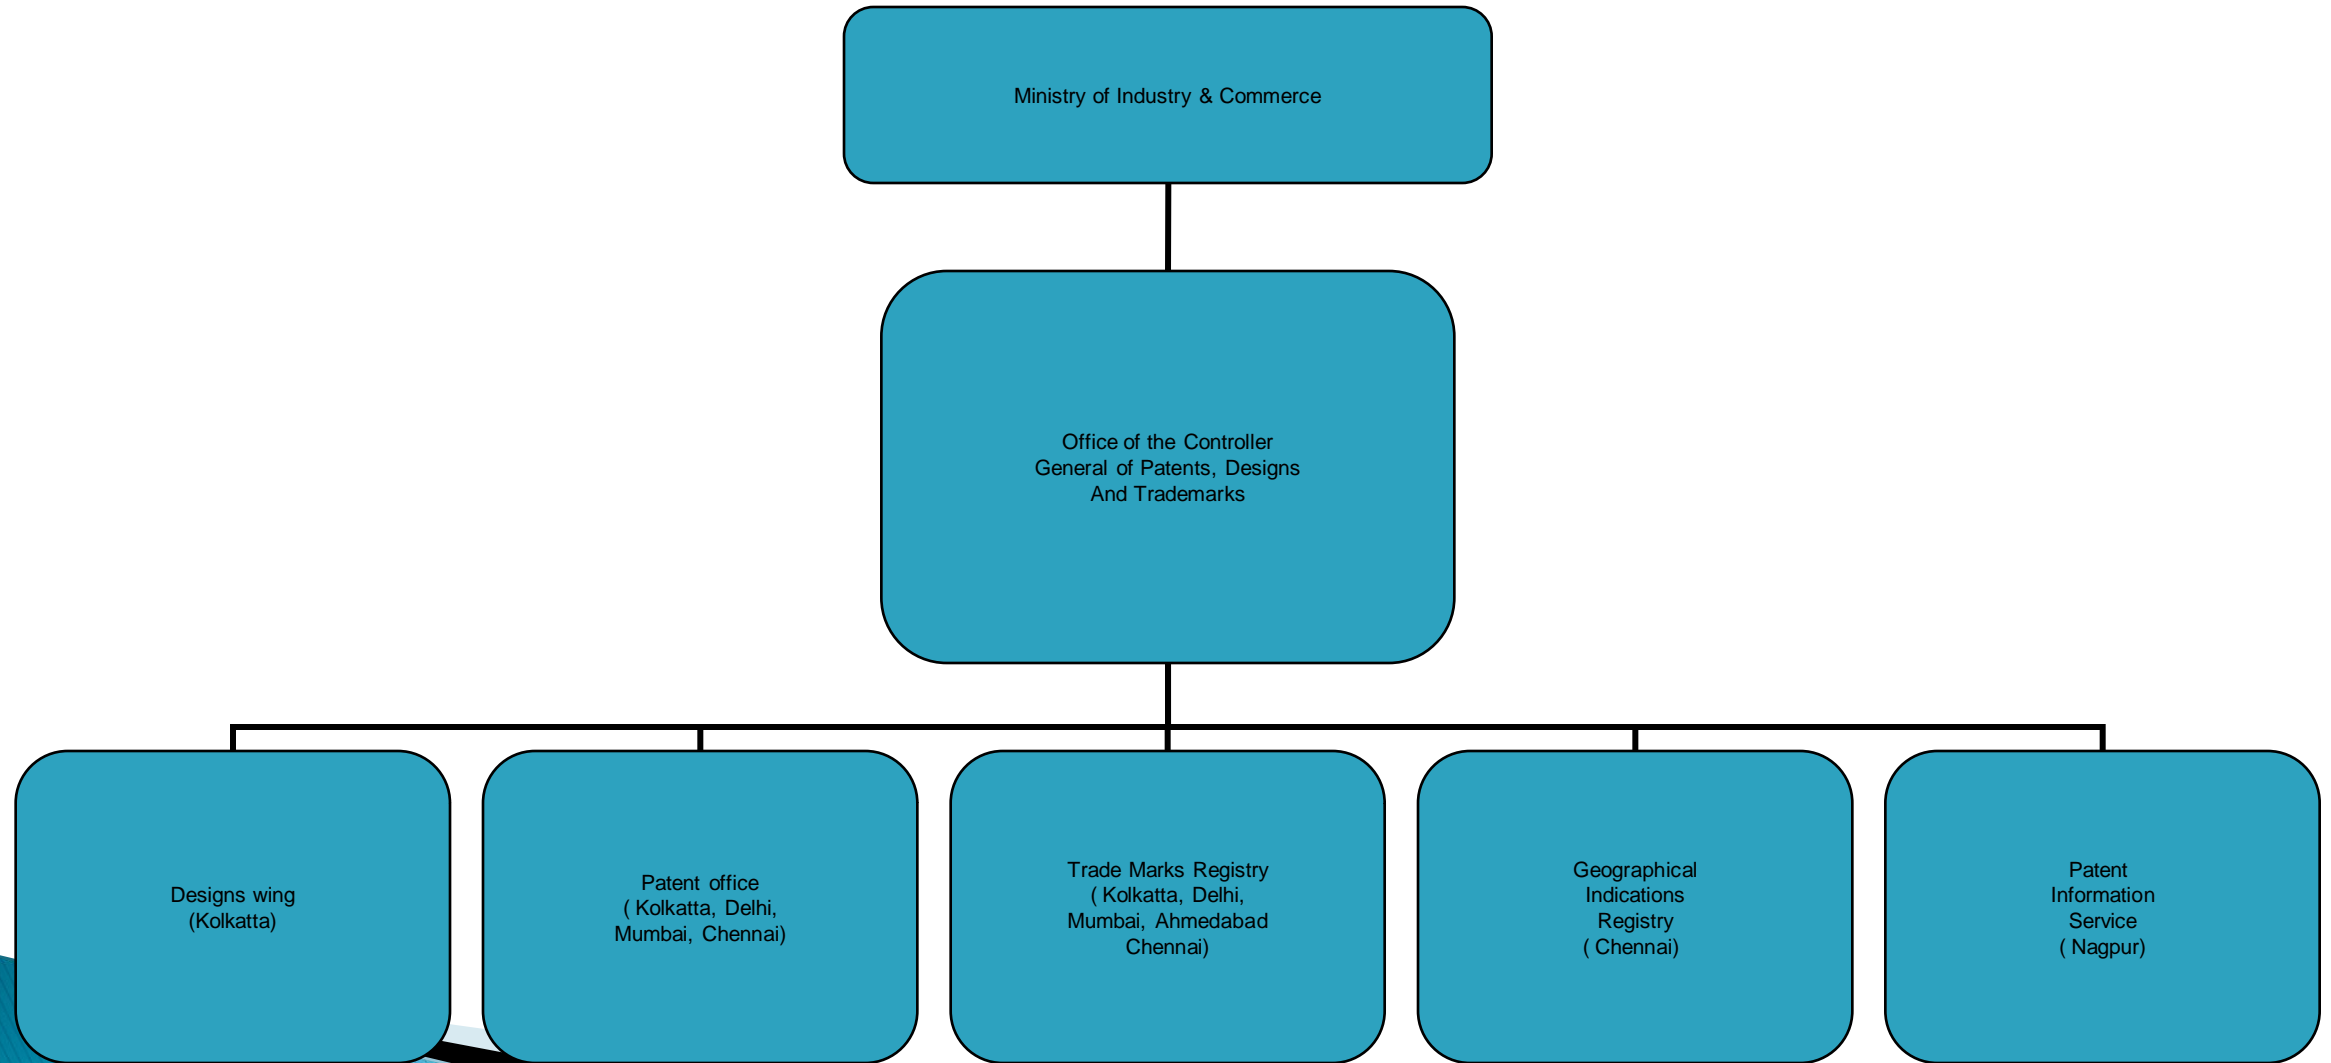 Ministry of Industry & Commerce
Office of the Controller
General of Patents, Designs
And Trademarks
Designs wing
(Kolkatta)
Patent office
( Kolkatta, Delhi,
Mumbai, Chennai)
Trade Marks Registry
( Kolkatta, Delhi,
Mumbai, Ahmedabad
Chennai)
Geographical
Indications
Registry
( Chennai)
Patent
Information
Service
( Nagpur)